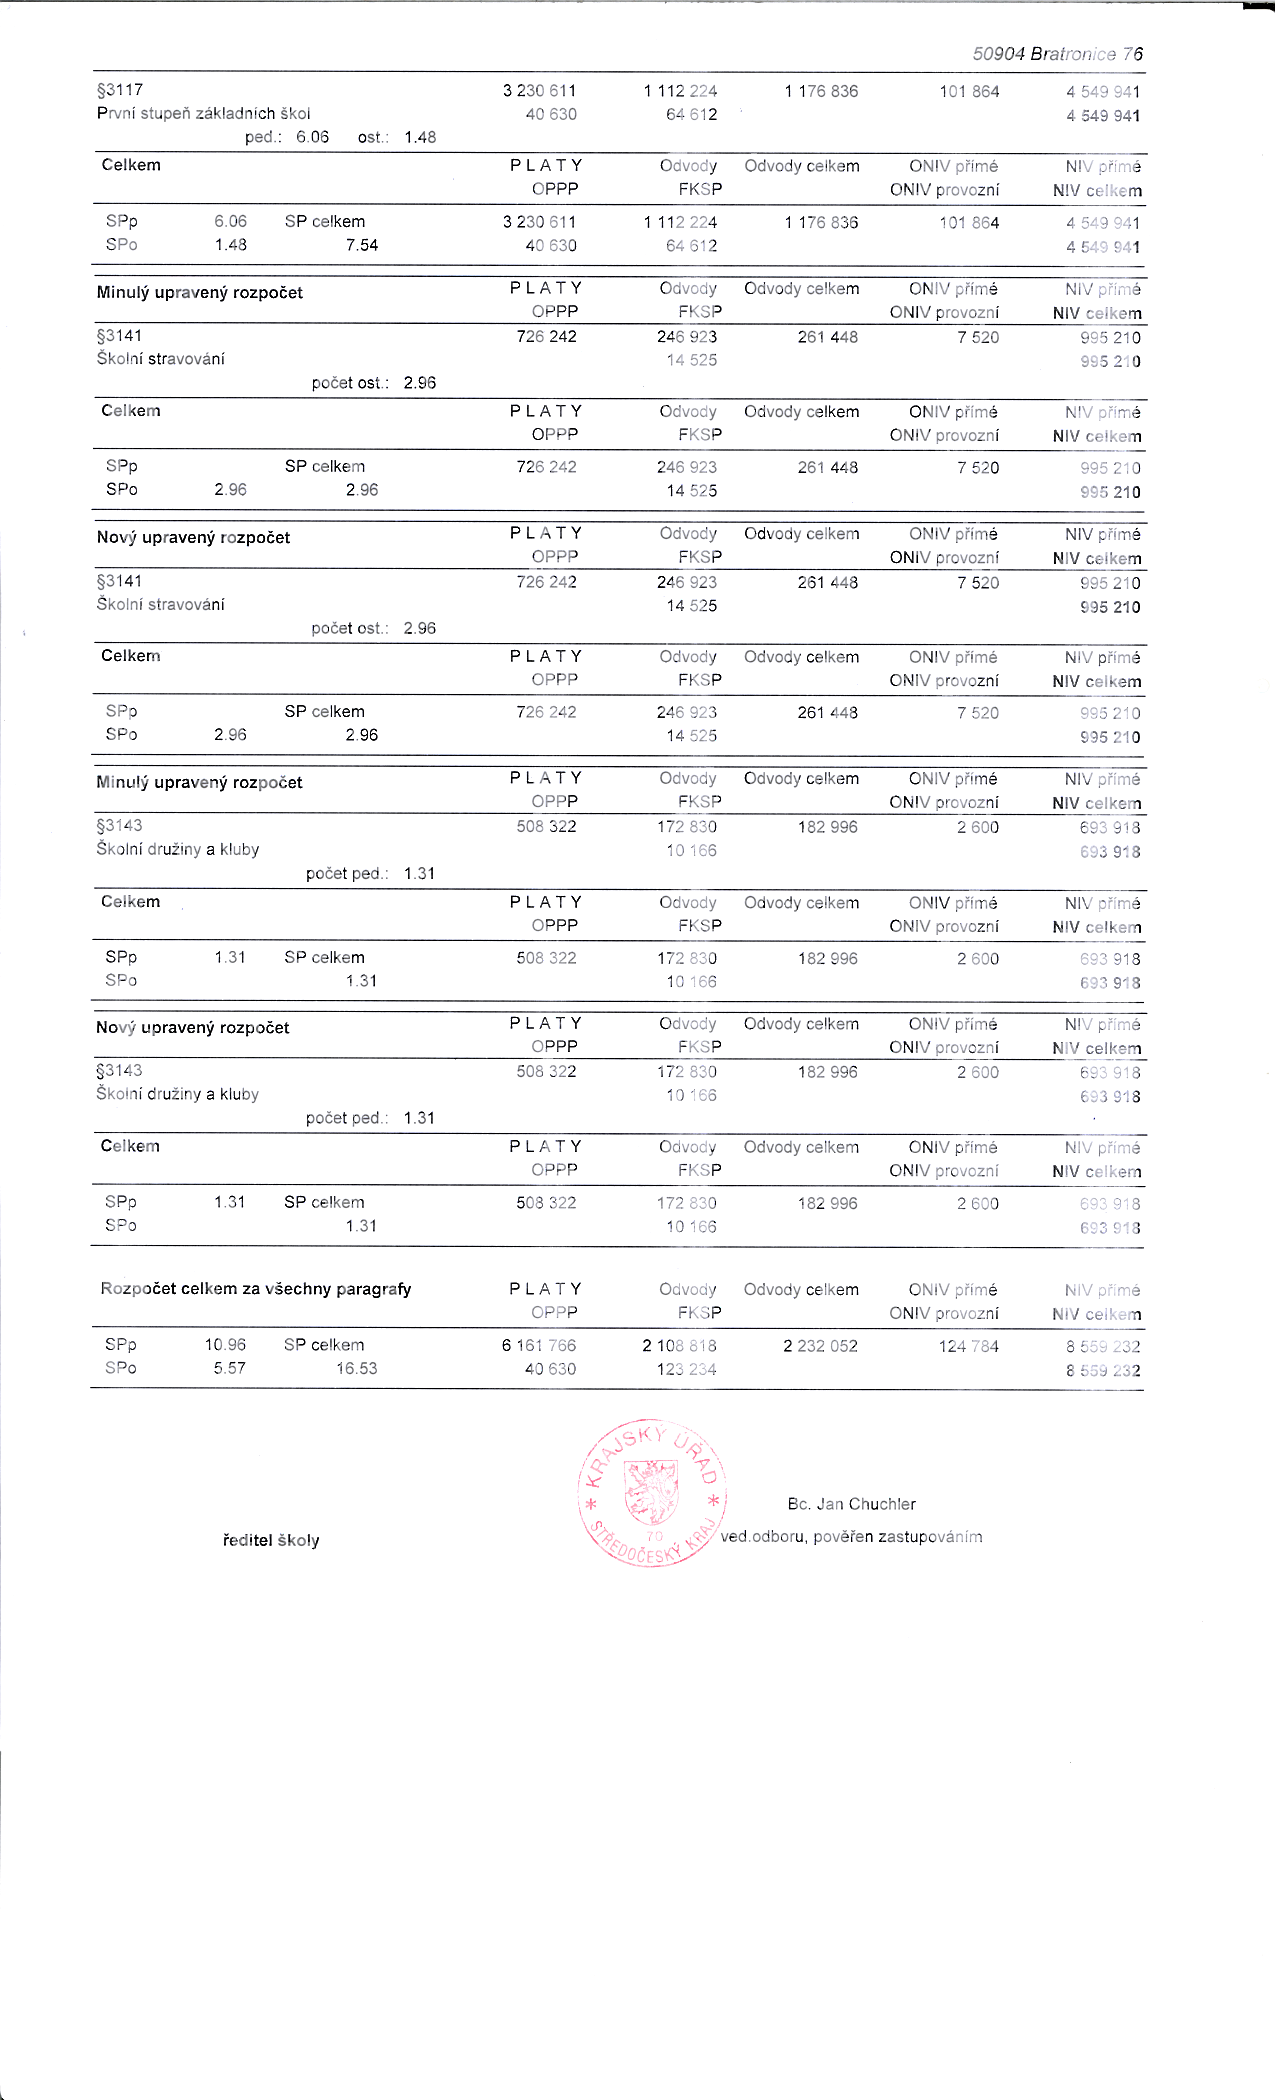 50904 Bratronice 76
§3117 3 230 611 1 112 224 1 176 836 101 864 4 549 941
První stupeň základních škol 40 630 64 612 4 549 941
ped.: 6.06 ost.: 1.48
Celkem P L A T Y Odvody Odvody celkem ONIV přímé NIV přímé
OPPP FKSP ONIV provozní NIV celkem
SPp 6.06 SP celkem 3 230 611 1 112 224 1 176 836 101 864 4 549 941
SPo 1.48 7.54 40 630 64 612 4 549 941
Minulý upravený rozpočet P L A T Y Odvody Odvody celkem ONIV přímé NIV přímé
OPPP FKSP ONIV provozní NIV celkem
§3141 726 242 246 923 261 448 7 520 995 210
Školní stravování 14 525 995 210
počet ost.: 2.96
Celkem P L A T Y Odvody Odvody celkem ONIV přímé NIV přímé
OPPP FKSP ONIV provozní NIV celkem
SPp SP celkem 726 242 246 923 261 448 7 520 995 210
SPo 2.96 2.96 14 525 995 210
Nový upravený rozpočet P L A T Y Odvody Odvody celkem ONIV přímé NIV přímé
OPPP FKSP ONIV provozní NIV celkem
§3141 726 242 246 923 261 448 7 520 995 210
Školní stravování 14 525 995 210
počet ost.: 2.96
Celkem P L A T Y Odvody Odvody celkem ONIV přímé NIV přímé
OPPP FKSP ONIV provozní NIV celkem
SPp SP celkem 726 242 246 923 261 448 7 520 995 210
SPo 2.96 2.96 14 525 995 210
Minulý upravený rozpočet P L A T Y Odvody Odvody celkem ONIV přímé NIV přímé
OPPP FKSP ONIV provozní NIV celkem
§3143 508 322 172 830 182 996 2 600 693 918
Školní družiny a kluby 10 166 693 918
počet ped.: 1.31
Celkem P L A T Y Odvody Odvody celkem ONIV přímé NIV přímé
OPPP FKSP ONIV provozní NIV celkem
SPp 1.31 SP celkem 508 322 172 830 182 996 2 600 693 918
SPo 1.31 10 166 693 918
Nový upravený rozpočet P L A T Y Odvody Odvody celkem ONIV přímé NIV přímé
OPPP FKSP ONIV provozní NIV celkem
§3143 508 322 172 830 182 996 2 600 693 918
Školní družiny a kluby 10 166 693 918
počet ped.: 1.31
Celkem P L A T Y Odvody Odvody celkem ONIV přímé NIV přímé
OPPP FKSP ONIV provozní NIV celkem
SPp 1.31 SP celkem 508 322 172 830 182 996 2 600 693 918
SPo 1.31 10 166 693 918
Rozpočet celkem za všechny paragrafy P L A T Y Odvody Odvody celkem ONIV přímé NIV přímé
OPPP FKSP ONIV provozní NIV celkem
SPp 10.96 SP celkem 6 161 766 2 108 818 2 232 052 124 784 8 559 232
SPo 5.57 16.53 40 630 123 234 8 559 232
* KRAJSKÝ ÚŘAD *
70
STŘEDOČESKÝ KRAJ
Bc. Jan Chuchler
ředitel školy ved.odboru, pověřen zastupováním